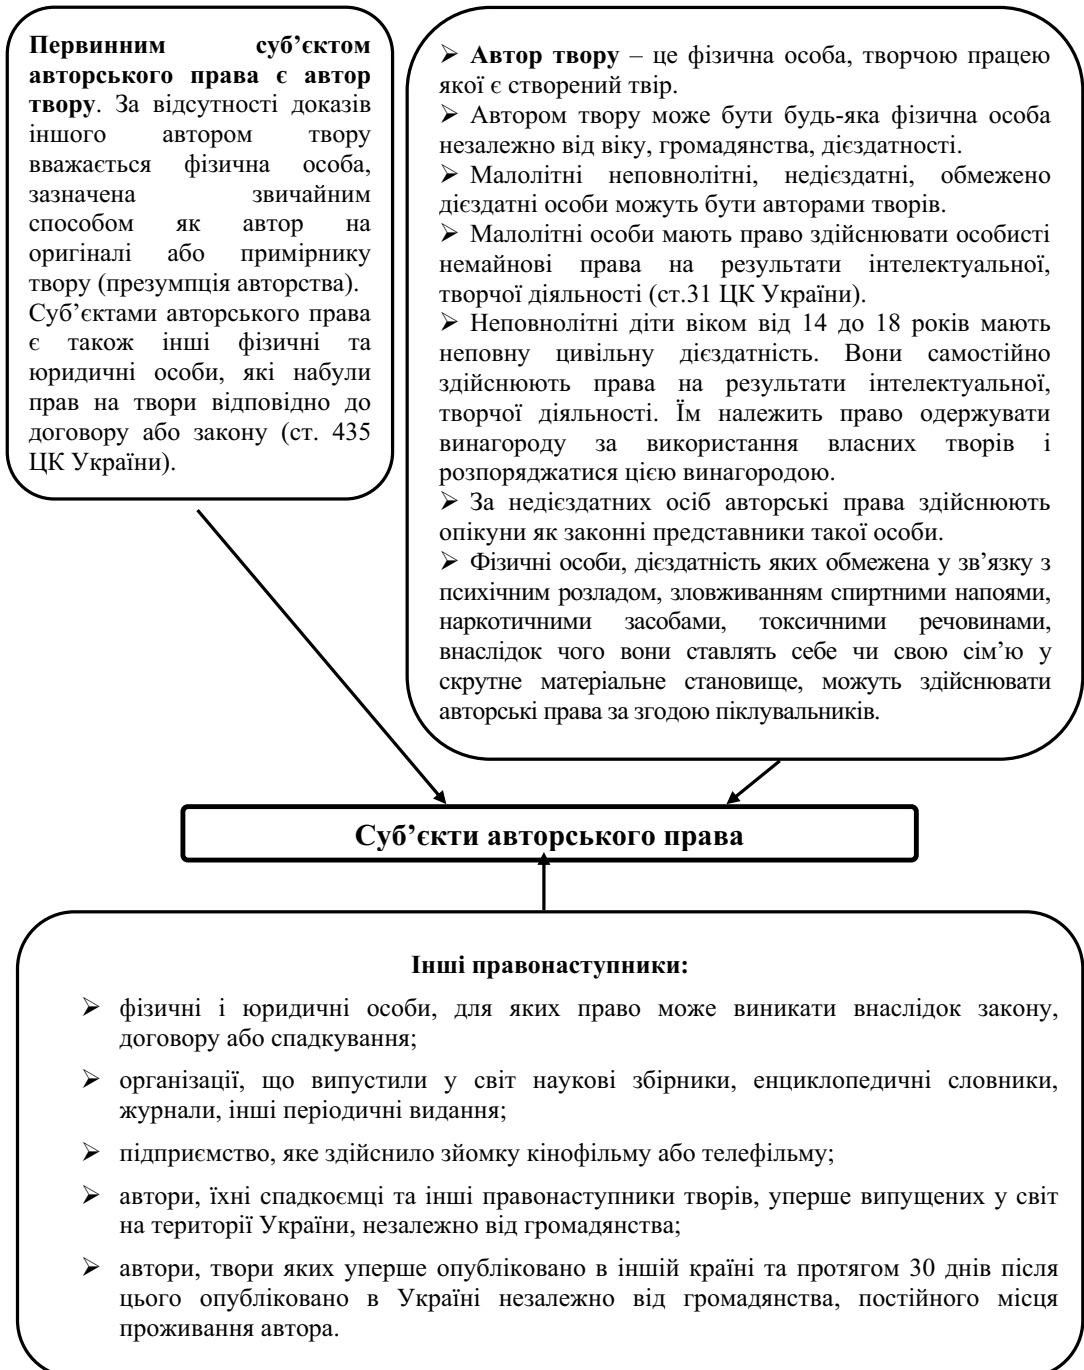 Первинним суб’єктом
авторського права є автор
твору. За відсутності доказів
іншого автором твору
вважається фізична особа,
зазначена звичайним
способом як автор на
оригіналі або примірнику
твору (презумпція авторства).
Суб’єктами авторського права
є також інші фізичні та
юридичні особи, які набули
прав на твори відповідно до
договору або закону (ст. 435
ЦК України).
➢ Автор твору – це фізична особа, творчою працею
якої є створений твір.
➢ Автором твору може бути будь-яка фізична особа
незалежно від віку, громадянства, дієздатності.
➢ Малолітні неповнолітні, недієздатні, обмежено
дієздатні особи можуть бути авторами творів.
➢ Малолітні особи мають право здійснювати особисті
немайнові права на результати інтелектуальної,
творчої діяльності (ст.31 ЦК України).
➢ Неповнолітні діти віком від 14 до 18 років мають
неповну цивільну дієздатність. Вони самостійно
здійснюють права на результати інтелектуальної,
творчої діяльності. Їм належить право одержувати
винагороду за використання власних творів і
розпоряджатися цією винагородою.
➢ За недієздатних осіб авторські права здійснюють
опікуни як законні представники такої особи.
➢ Фізичні особи, дієздатність яких обмежена у зв’язку з
психічним розладом, зловживанням спиртними напоями,
наркотичними засобами, токсичними речовинами,
внаслідок чого вони ставлять себе чи свою сім’ю у
скрутне матеріальне становище, можуть здійснювати
авторські права за згодою піклувальників.
Суб’єкти авторського права
Інші правонаступники:
➢ фізичні і юридичні особи, для яких право може виникати внаслідок закону,
договору або спадкування;
➢ організації, що випустили у світ наукові збірники, енциклопедичні словники,
журнали, інші періодичні видання;
➢ підприємство, яке здійснило зйомку кінофільму або телефільму;
➢ автори, їхні спадкоємці та інші правонаступники творів, уперше випущених у світ
на території України, незалежно від громадянства;
➢ автори, твори яких уперше опубліковано в іншій країні та протягом 30 днів після
цього опубліковано в Україні незалежно від громадянства, постійного місця
проживання автора.